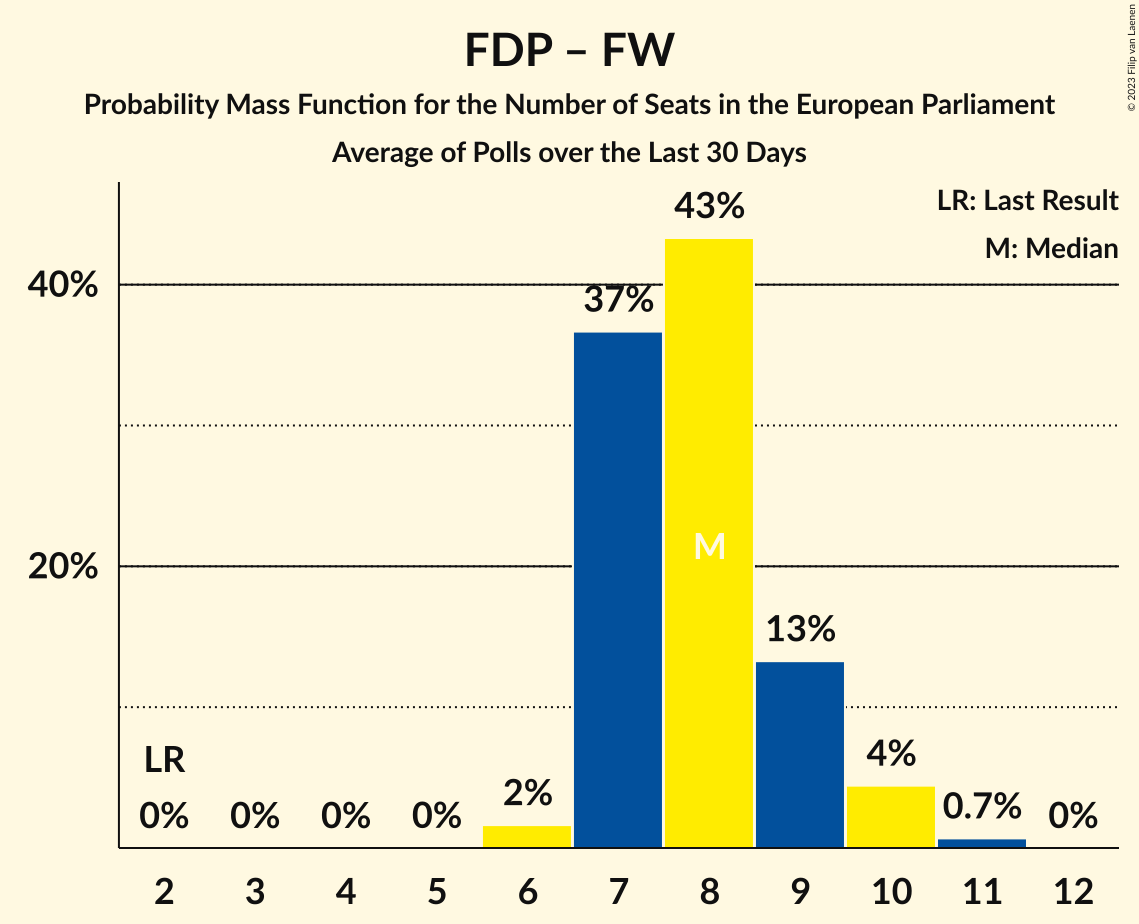 FDP – FW
Probability Mass Function for the Number of Seats in the European Parliament
Average of Polls over the Last 30 Days
© 2023 Filip van Laenen
LR: Last Result
M: Median
43%
40%
37%
M
20%
13%
LR
4%
2%
0.7%
0% 0% 0% 0% 0%
2 3 4 5 6 7 8 9 10 11 12